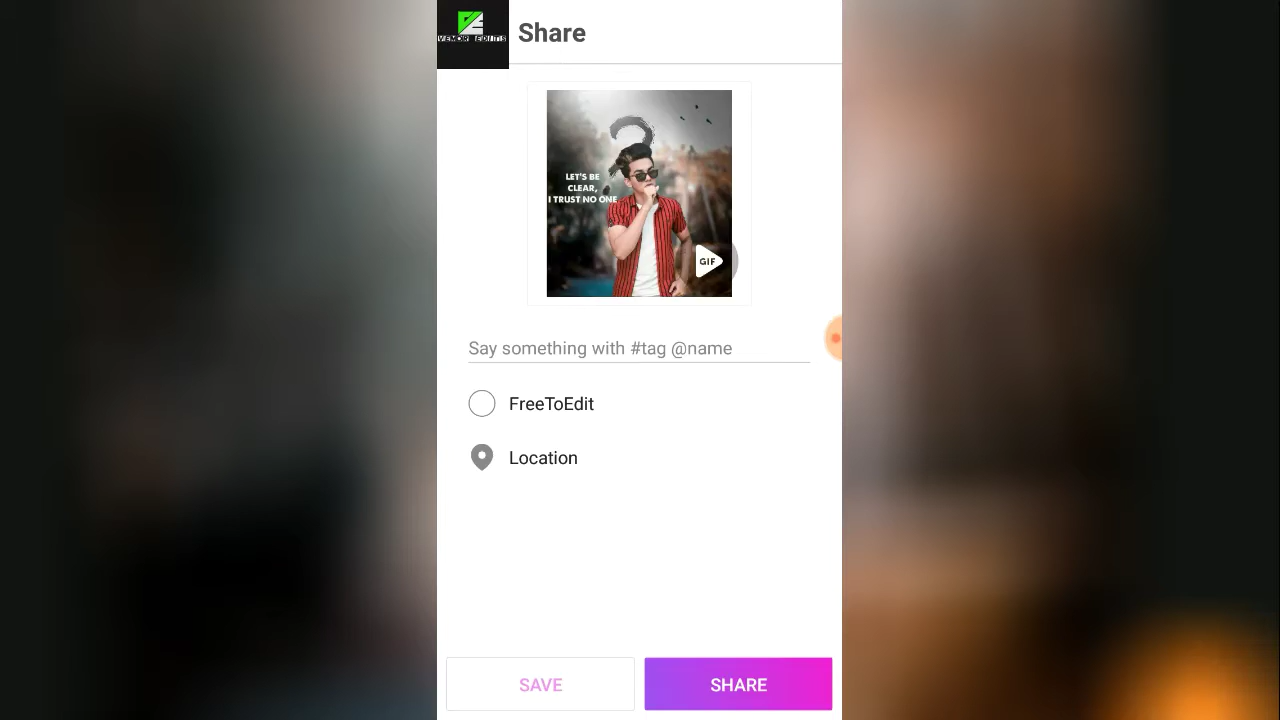 Share
LET'S BE
CLEAR,
I TRUST NO ONE
GIF
Say something with #tag @name
FreeToEdit
Location
SAVE
SHARE